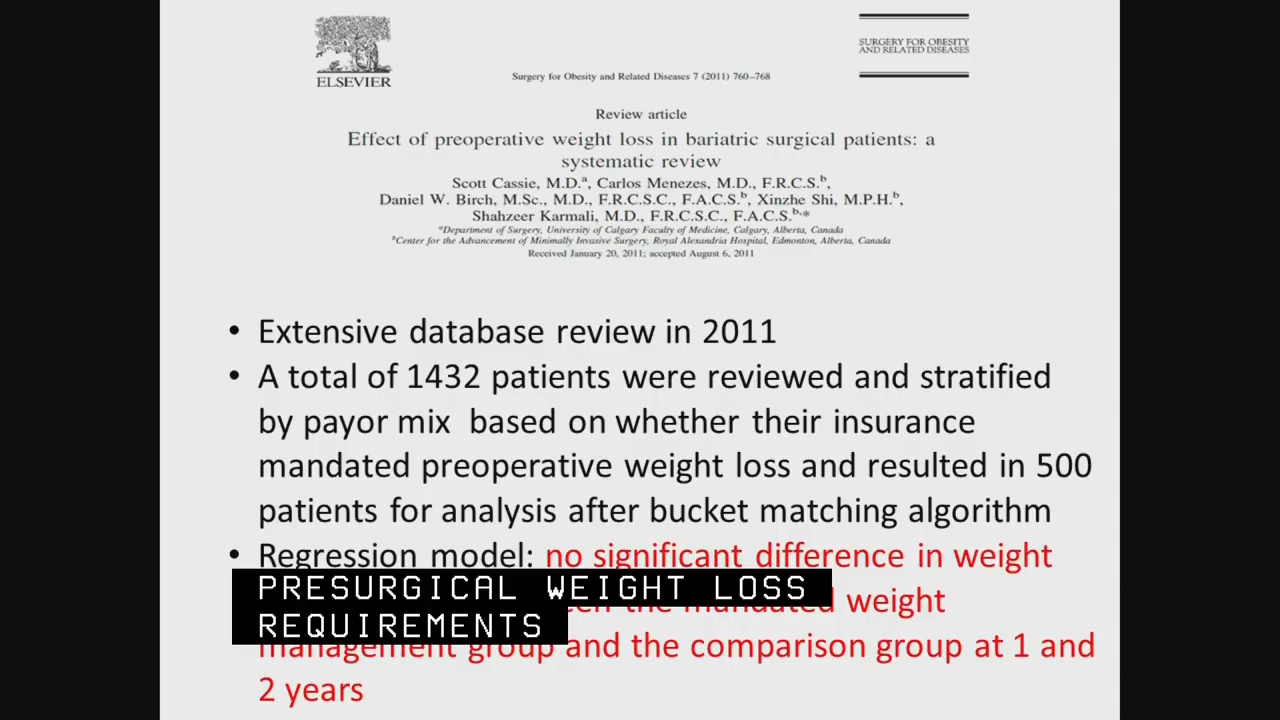 ELSEVIER
SURGERY FOR OBESITY
AND RELATED DISEASES
Surgery for Obesity and Related Diseases 7 (2011) 760–768
Review article
Effect of preoperative weight loss in bariatric surgical patients: a
systematic review
Scott Cassie, M.D.a, Carlos Menezes, M.D., F.R.C.S.b,
Daniel W. Birch, M.Sc., M.D., F.R.C.S.C., F.A.C.S.b, Xinzhe Shi, M.P.H.b,
Shahzeer Karmali, M.D., F.R.C.S.C., F.A.C.S.b,*
aDepartment of Surgery, University of Calgary Faculty of Medicine, Calgary, Alberta, Canada
bCenter for the Advancement of Minimally Invasive Surgery, Royal Alexandria Hospital, Edmonton, Alberta, Canada
Received January 20, 2011; accepted August 6, 2011
• Extensive database review in 2011
• A total of 1432 patients were reviewed and stratified
by payor mix based on whether their insurance
mandated preoperative weight loss and resulted in 500
patients for analysis after bucket matching algorithm
• Regression model: no significant difference in weight
PRESURGICAL WEIGHT LOSS
the mandated weight
REQUIREMENTS
management group and the comparison group at 1 and
2 years